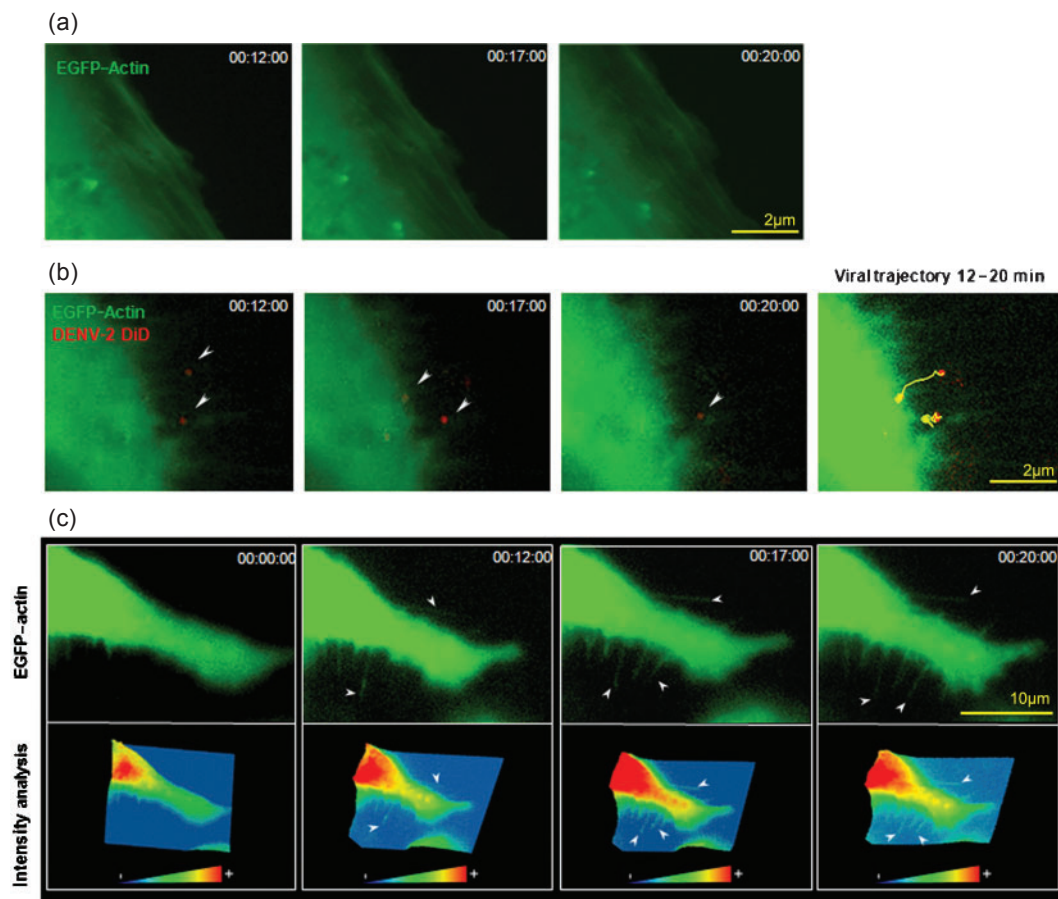 (a)
EGFP–Actin
00:12:00
00:17:00
00:20:00
2µm
(b)
Viral trajectory 12–20 min
EGFP-Actin
DENV-2 DiD
00:12:00
00:17:00
00:20:00
2µm
(c)
EGFP–actin
00:00:00
00:12:00
00:17:00
00:20:00
10µm
Intensity analysis
- +
- +
- +
- +